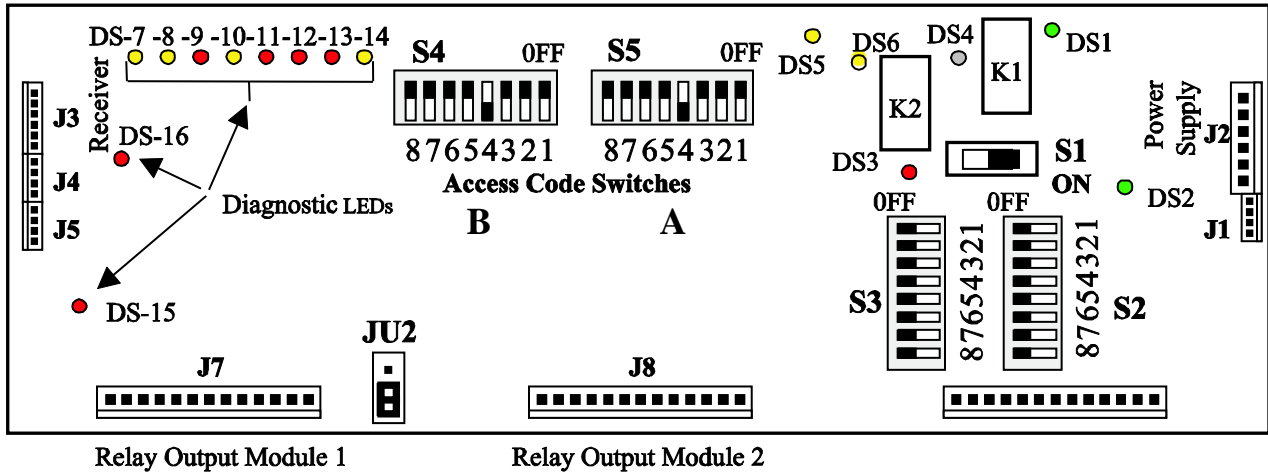 DS-7 -8 -9 -10 -11 -12 -13 -14
S4 0FF
S5 0FF
DS5
DS6
DS4
K1
DS1
K2
J3
Receiver
DS-16
J4
J5
Diagnostic LEDs
DS-15
87654321
87654321
Access Code Switches
B A
DS3
S1
ON
Power
Supply
J2
DS2
J1
0FF
0FF
S3
87654321
87654321
S2
JU2
J7
J8
Relay Output Module 1
Relay Output Module 2